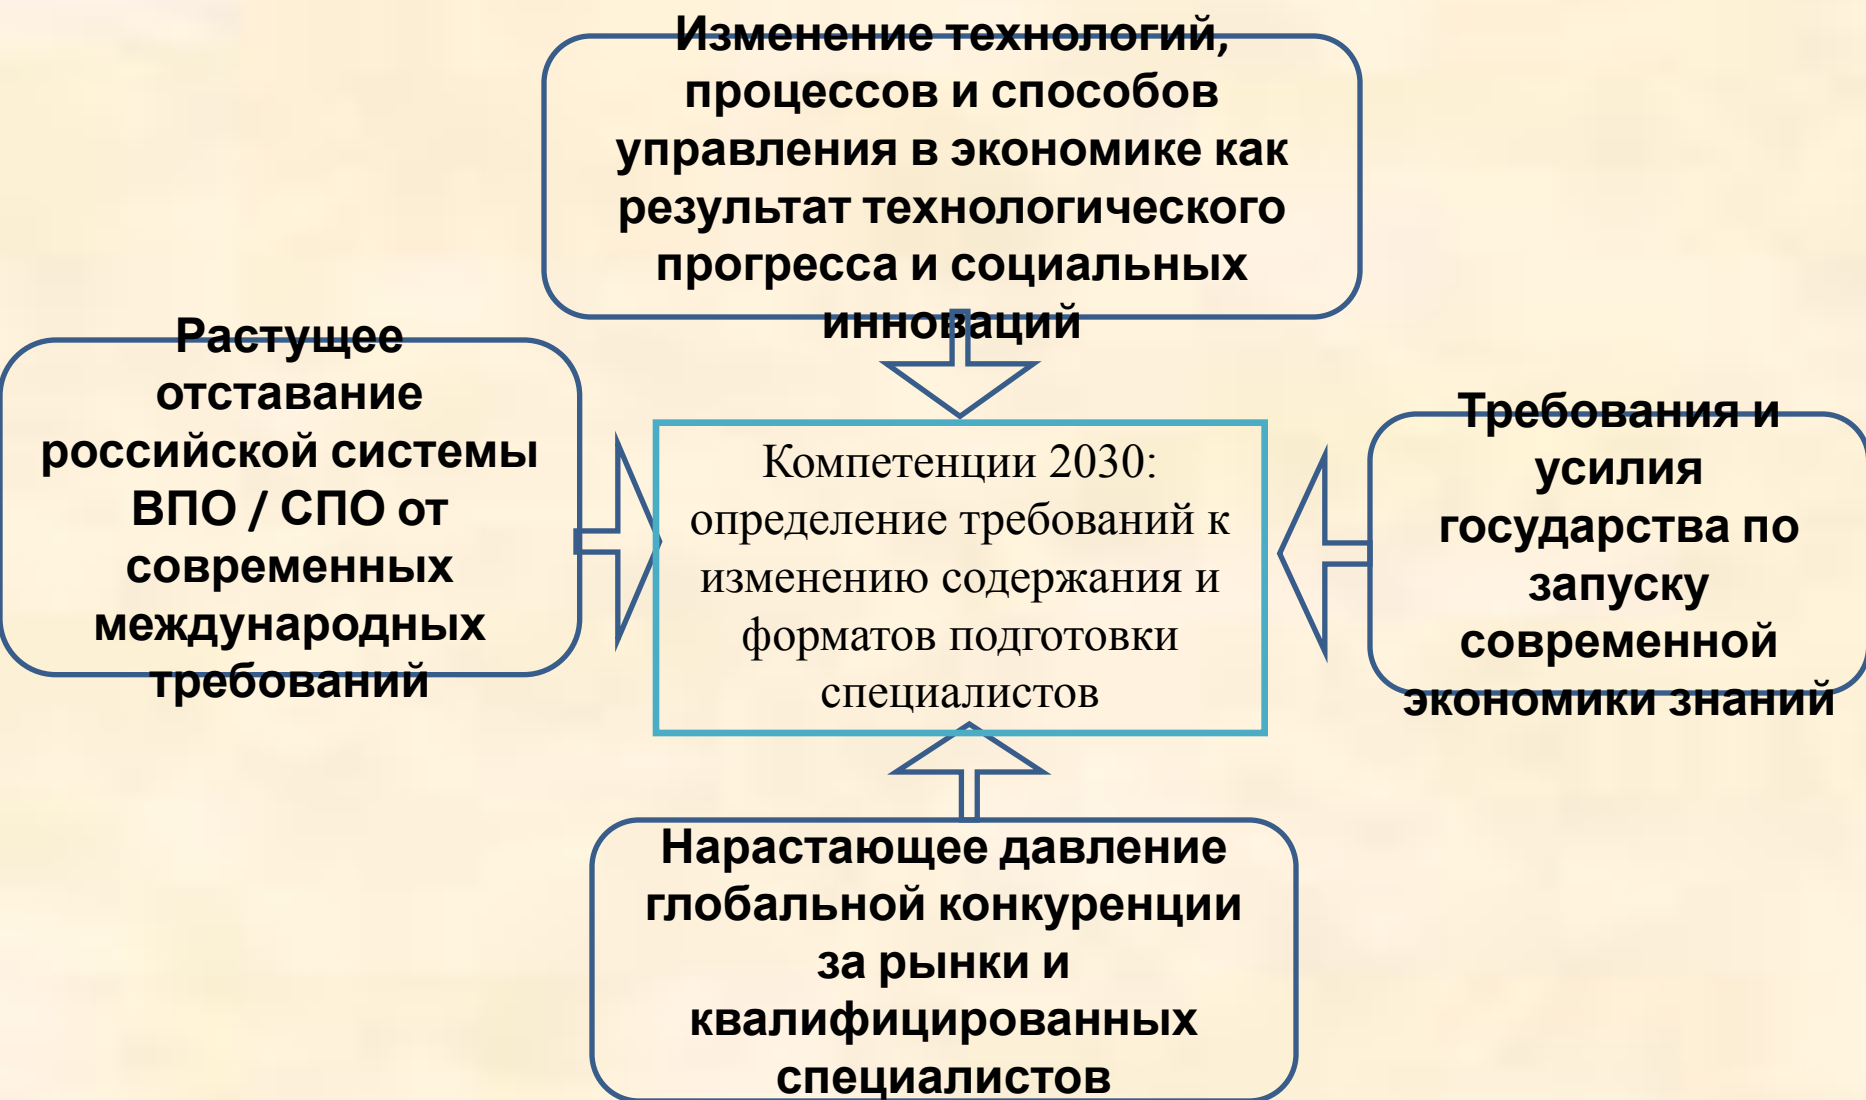 Изменение технологий,
процессов и способов
управления в экономике как
результат технологического
прогресса и социальных
инноваций
Растущее
отставание
российской системы
ВПО / СПО от
современных
международных
требований
Компетенции 2030:
определение требований к
изменению содержания и
форматов подготовки
специалистов
Требования и
усилия
государства по
запуску
современной
экономики знаний
Нарастающее давление
глобальной конкуренции
за рынки и
квалифицированных
специалистов